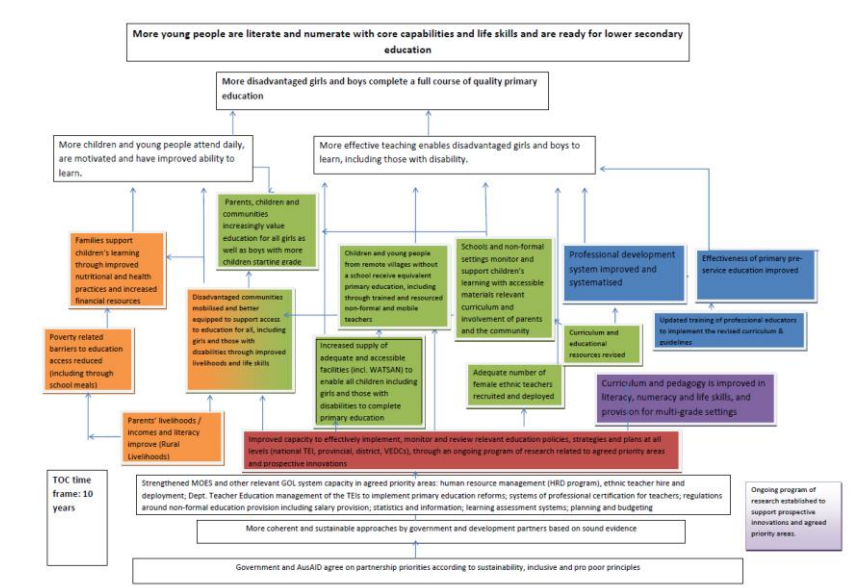 More young people are literate and numerate with core capabilities and life skills and are ready for lower secondary
education
More disadvantaged girls and boys complete a full course of quality primary
education
More children and young people attend daily,
are motivated and have improved ability to
learn.
More effective teaching enables disadvantaged girls and boys to
learn, including those with disability.
Parents, children and
communities
increasingly value
education for all girls as
well as boys with more
children starting grade
Families support
children's learning
through improved
nutritional and health
practices and increased
financial resources
Children and young people
from remote villages without
a school receive equivalent
primary education, including
through trained and resourced
non-formal and mobile
teachers
Schools and non-formal
settings monitor and
support children's
learning with accessible
materials relevant
curriculum and
involvement of parents
and the community
Professional development
system improved and
systematised
Effectiveness of primary pre-
service education improved
Disadvantaged communities
mobilised and better
equipped to support access
to education for all, including
girls and those with
disabilities through improved
livelihoods and life skills
Updated training of professional educators
to implement the revised curriculum &
guidelines
Curriculum and
educational
resources revised
Poverty related
barriers to education
access reduced
(including through
school meals)
Increased supply of
adequate and accessible
facilities (incl. WATSAN) to
enable all children including
girls and those with
disabilities to complete
primary education
Adequate number of
female ethnic teachers
recruited and deployed
Curriculum and pedagogy is improved in
literacy, numeracy and life skills, and
provision for multi-grade settings
Parents' livelihoods /
incomes and literacy
improve (Rural
Livelihoods)
Improved capacity to effectively implement, monitor and review relevant education policies, strategies and plans at all
levels (national TEI, provincial, district, VEDCs), through an ongoing program of research related to agreed priority areas
and prospective innovations
TOC time
frame: 10
years
Strengthened MOES and other relevant GOL system capacity in agreed priority areas: human resource management (HRD program), ethnic teacher hire and
deployment; Dept. Teacher Education management of the TEIs to implement primary education reforms; systems of professional certification for teachers; regulations
around non-formal education provision including salary provision; statistics and information; learning assessment systems; planning and budgeting
Ongoing program of
research established to
support prospective
innovations and agreed
priority areas.
More coherent and sustainable approaches by government and development partners based on sound evidence
Government and AusAID agree on partnership priorities according to sustainability, inclusive and pro poor principles